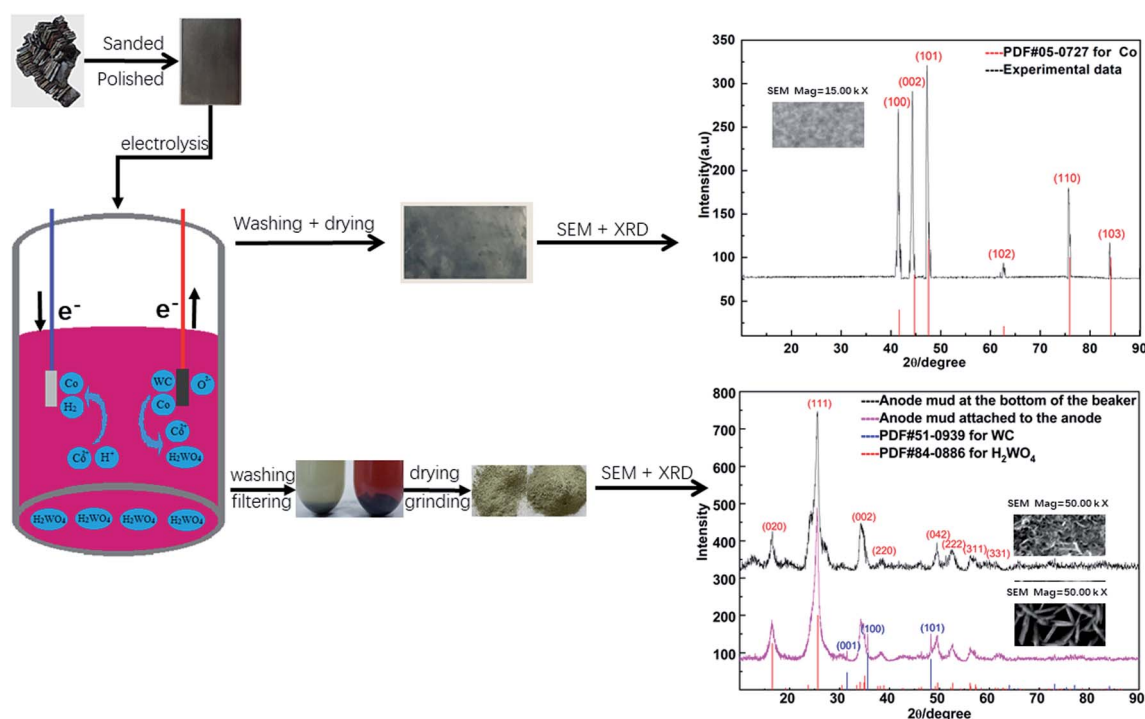 Sanded
Polished
electrolysis
Washing + drying
SEM + XRD
e-
e-
Co
H2
WC
Co
O2-
Cδ+
H+
Cδ+
H2WO4
H2WO4
H2WO4
H2WO4
H2WO4
washing
filtering
drying
grinding
SEM + XRD
PDF#05-0727 for Co
Experimental data
SEM Mag=15.00 k X
(100)
(002)
(101)
(102)
(110)
(103)
Intensity(a.u)
350
300
250
200
150
100
50
10 20 30 40 50 60 70 80 90
2θ/degree
Anode mud at the bottom of the beaker
Anode mud attached to the anode
PDF#51-0939 for WC
PDF#84-0886 for H2WO4
SEM Mag=50.00 k X
SEM Mag=50.00 k X
(111)
(020)
(002)
(220)
(042)
(222)
(311)
(331)
(001)
(100)
(101)
Intensity
800
700
600
500
400
300
200
100
10 20 30 40 50 60 70 80 90
2θ/degree